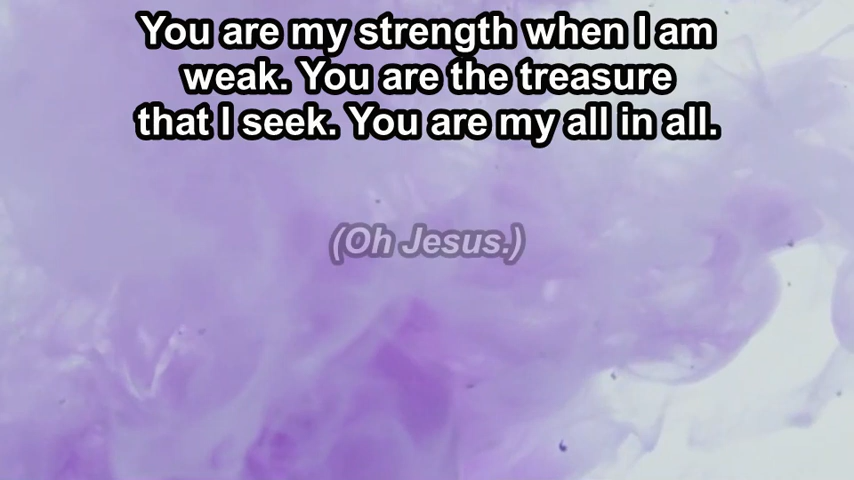 You are my strength when I am
weak. You are the treasure
that I seek. You are my all in all.
(Oh Jesus.)